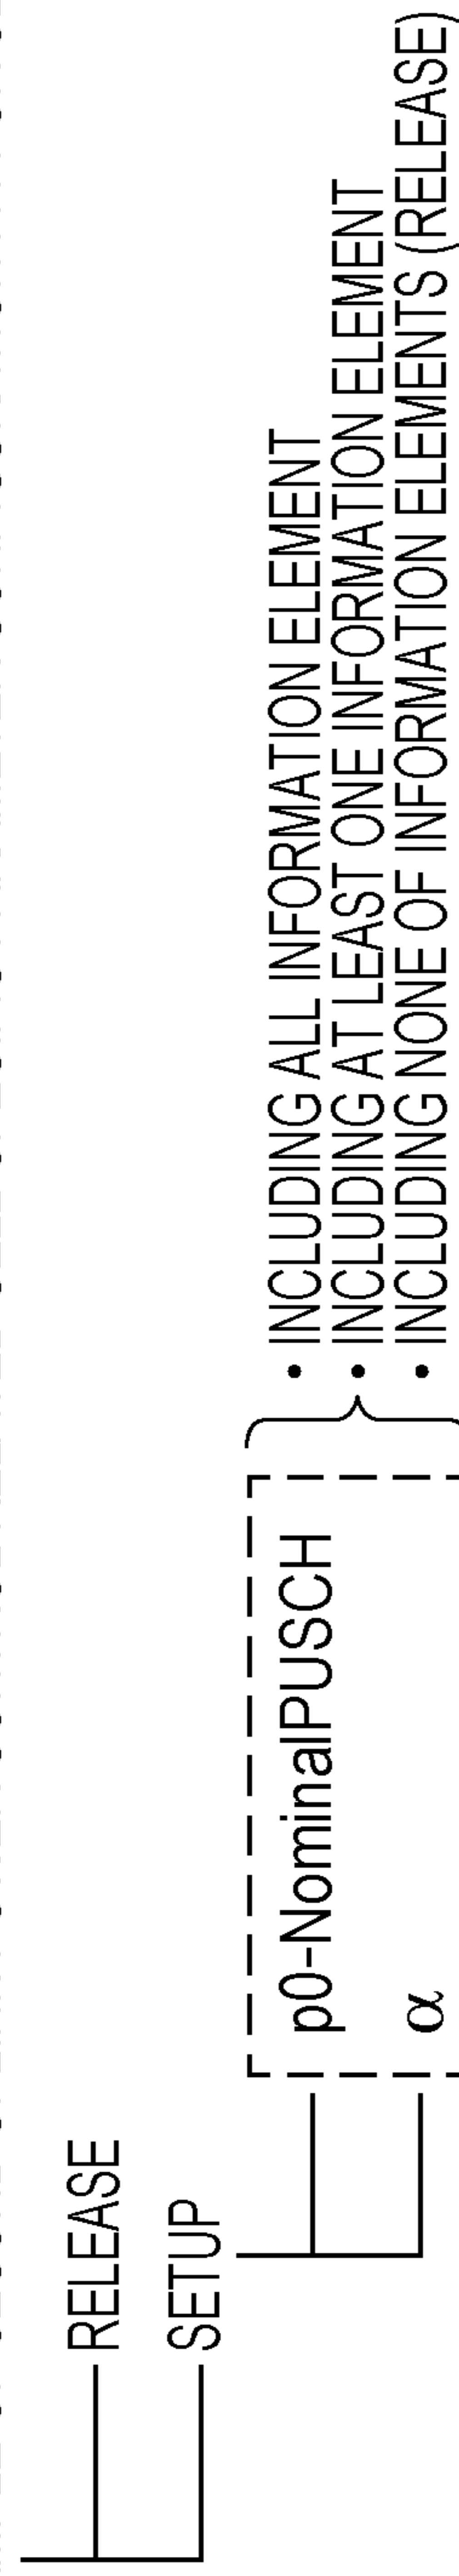 RELEASE
SETUP
p0-NominalPUSCH
α
• INCLUDING ALL INFORMATION ELEMENT
• INCLUDING AT LEAST ONE INFORMATION ELEMENT
• INCLUDING NONE OF INFORMATION ELEMENTS (RELEASE)